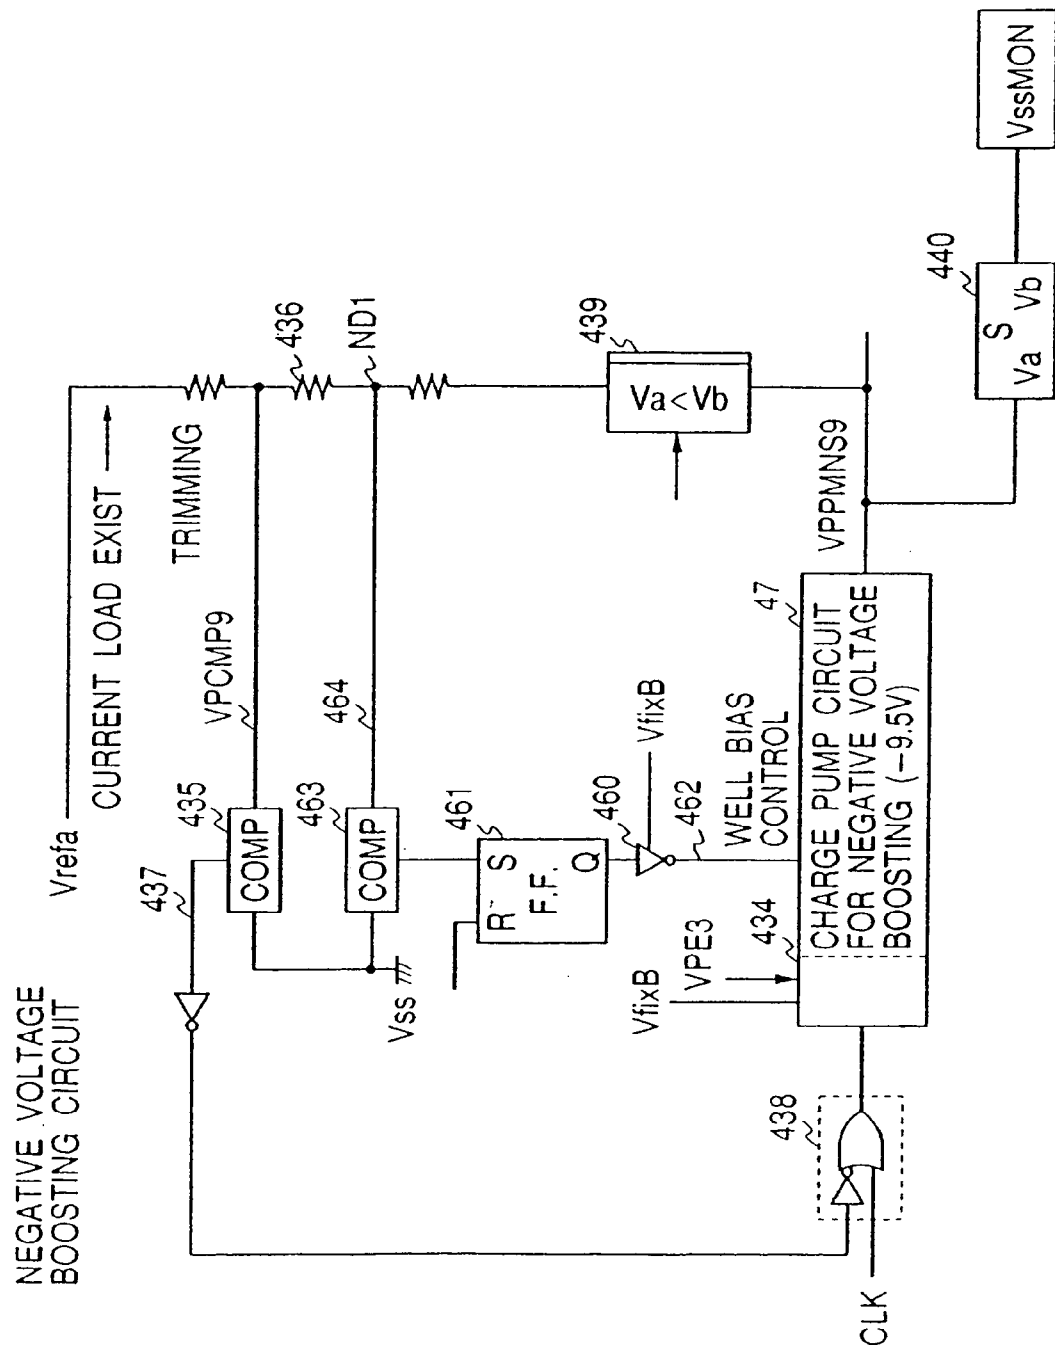 NEGATIVE VOLTAGE
BOOSTING CIRCUIT
Vrefa
CURRENT LOAD EXIST
TRIMMING
437
435
COMP
VPCMP9
436
463
COMP
464
ND1
Vss
461
R S
F.F.
Q
460
VfixB
462
WELL BIAS
CONTROL
439
Va<Vb
VfixB
VPE3
434
47
CHARGE PUMP CIRCUIT
FOR NEGATIVE VOLTAGE
BOOSTING (−9.5V)
VPPMNS9
438
CLK
440
S
Va Vb
VssMON